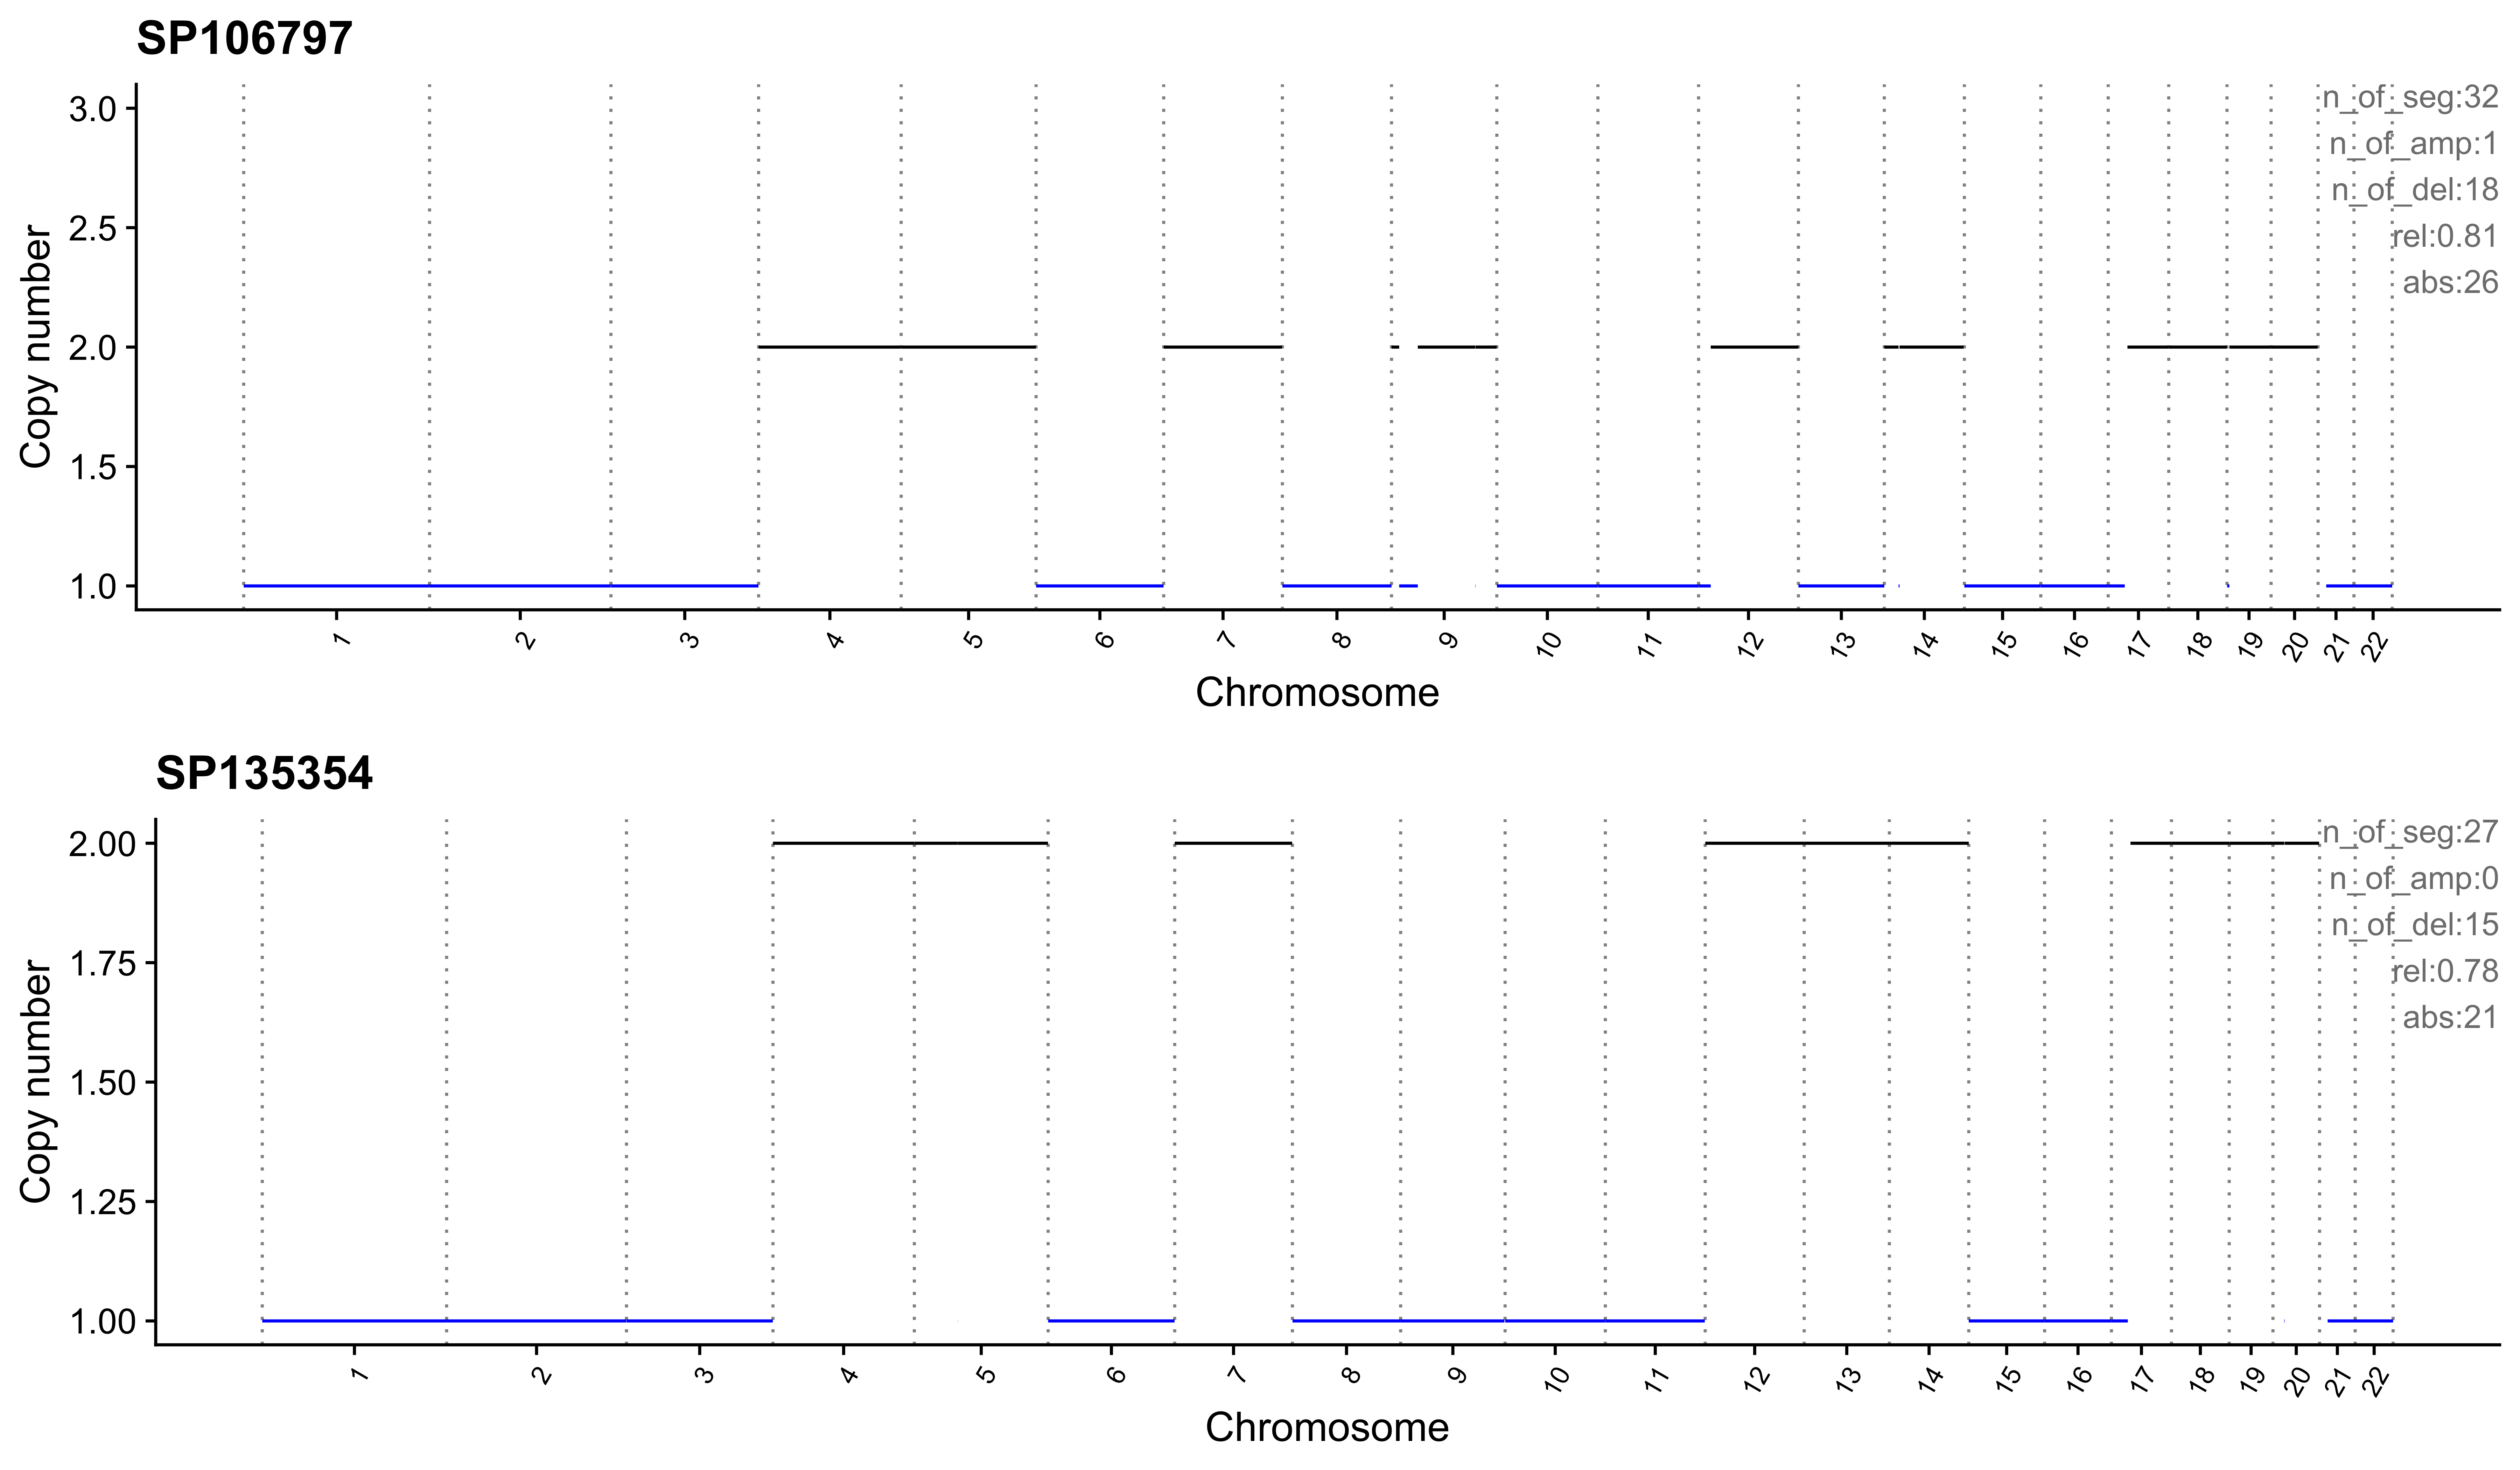 SP106797
n_of_seg:32
n_of_amp:1
n_of_del:18
rel:0.81
abs:26
3.0
2.5
2.0
1.5
1.0
Copy number
1 2 3 4 5 6 7 8 9 10 11 12 13 14 15 16 17 18 19 20 21 22
Chromosome
SP135354
n_of_seg:27
n_of_amp:0
n_of_del:15
rel:0.78
abs:21
2.00
1.75
1.50
1.25
1.00
Copy number
1 2 3 4 5 6 7 8 9 10 11 12 13 14 15 16 17 18 19 20 21 22
Chromosome